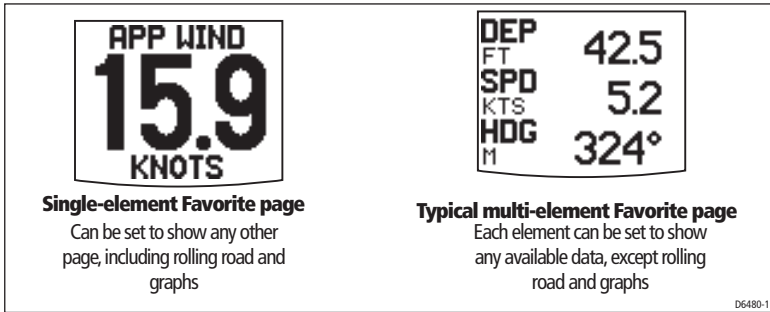 APP WIND
15.9
KNOTS
Single-element Favorite page
Can be set to show any other
page, including rolling road and
graphs
DEP
FT
42.5
SPD
KTS
5.2
HDG
M
324°
Typical multi-element Favorite page
Each element can be set to show
any available data, except rolling
road and graphs
D6480-1